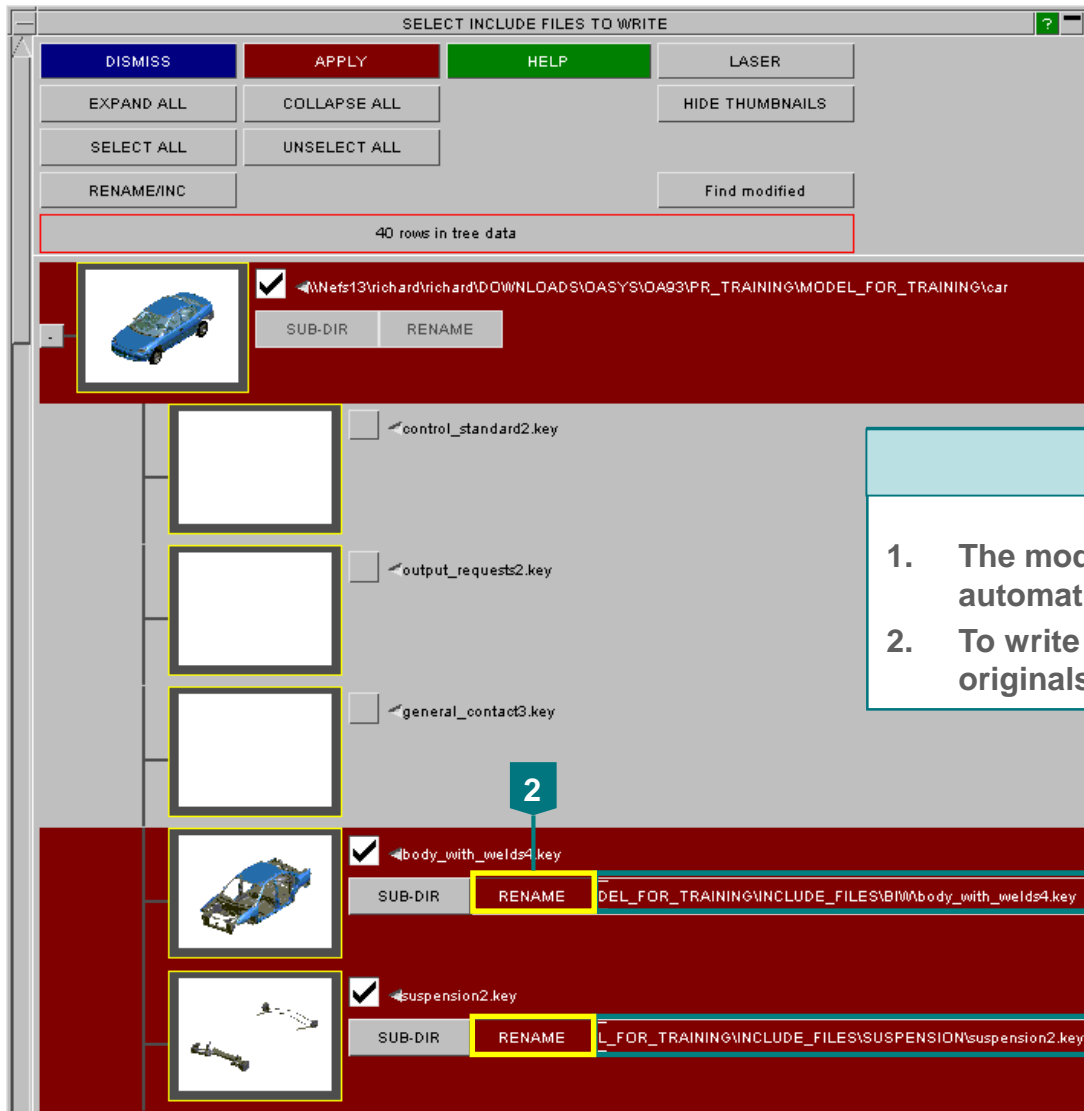 SELECT INCLUDE FILES TO WRITE ?
DISMISS APPLY HELP LASER
EXPAND ALL COLLAPSE ALL HIDE THUMBNAILS
SELECT ALL UNSELECT ALL
RENAME/INC Find modified
40 rows in tree data
\\Nefs13\richard\richard\DOWNLOADS\OASYS\OA93\PR_TRAINING\MODEL_FOR_TRAINING\car
SUB-DIR RENAME
control_standard2.key
output_requests2.key
1. The mod
automat
2. To write
originals
general_contact3.key
2
body_with_welds4.key
SUB-DIR RENAME DEL_FOR_TRAINING\INCLUDE_FILES\BIW\body_with_welds4.key
suspension2.key
SUB-DIR RENAME L_FOR_TRAINING\INCLUDE_FILES\SUSPENSION\suspension2.key